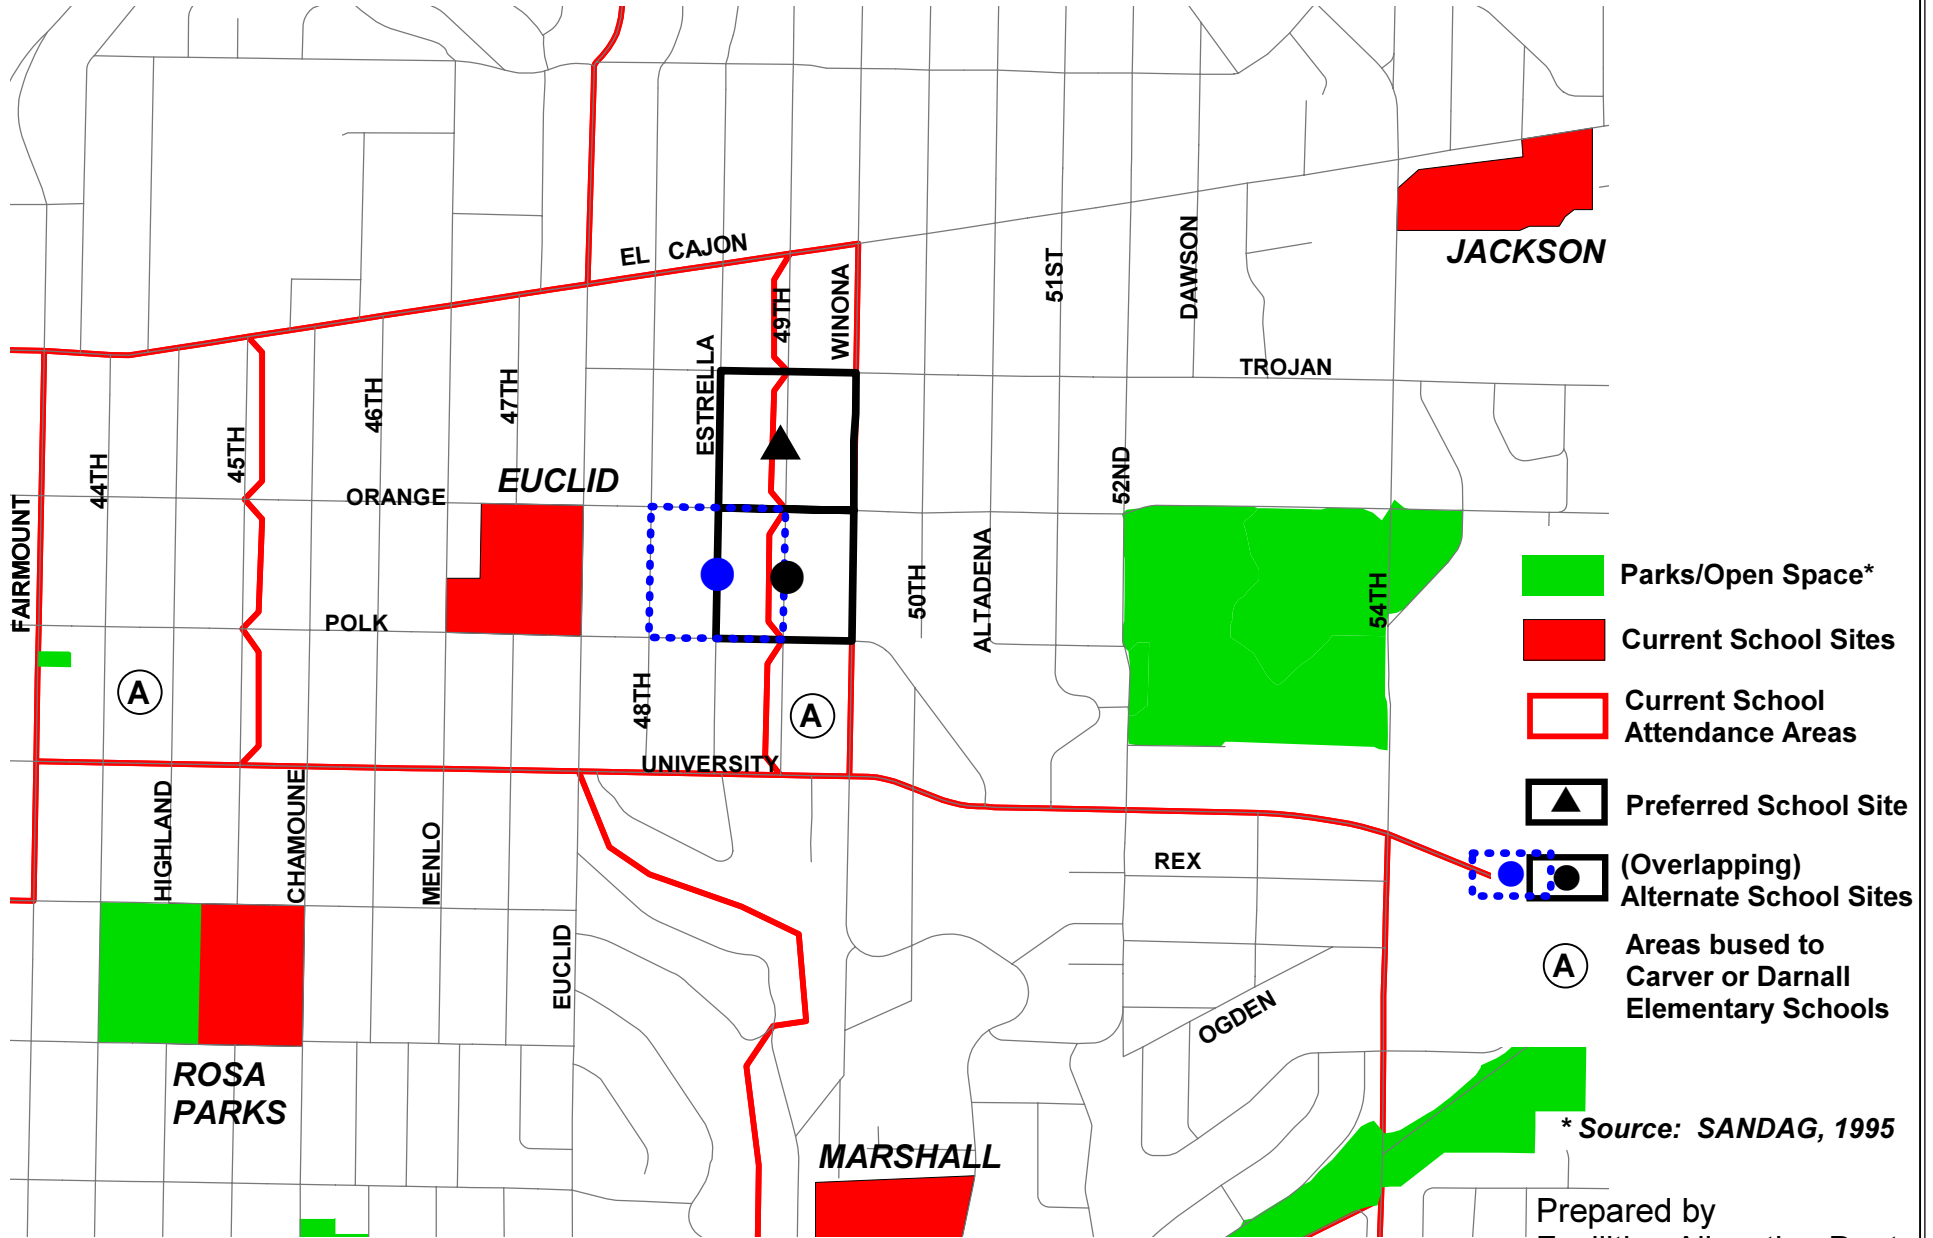 EL CAJON
JACKSON
49TH
WINONA
51ST
DAWSON
ESTRELLA
TROJAN
46TH
47TH
44TH
45TH
ORANGE
EUCLID
52ND
FAIRMOUNT
POLK
50TH
ALTADENA
54TH
A
48TH
A
UNIVERSITY
HIGHLAND
CHAMOUNE
MENLO
REX
EUCLID
OGDEN
ROSA
PARKS
MARSHALL
Parks/Open Space*
Current School Sites
Current School
Attendance Areas
Preferred School Site
(Overlapping)
Alternate School Sites
A
Areas bused to
Carver or Darnall
Elementary Schools
* Source: SANDAG, 1995
Prepared by